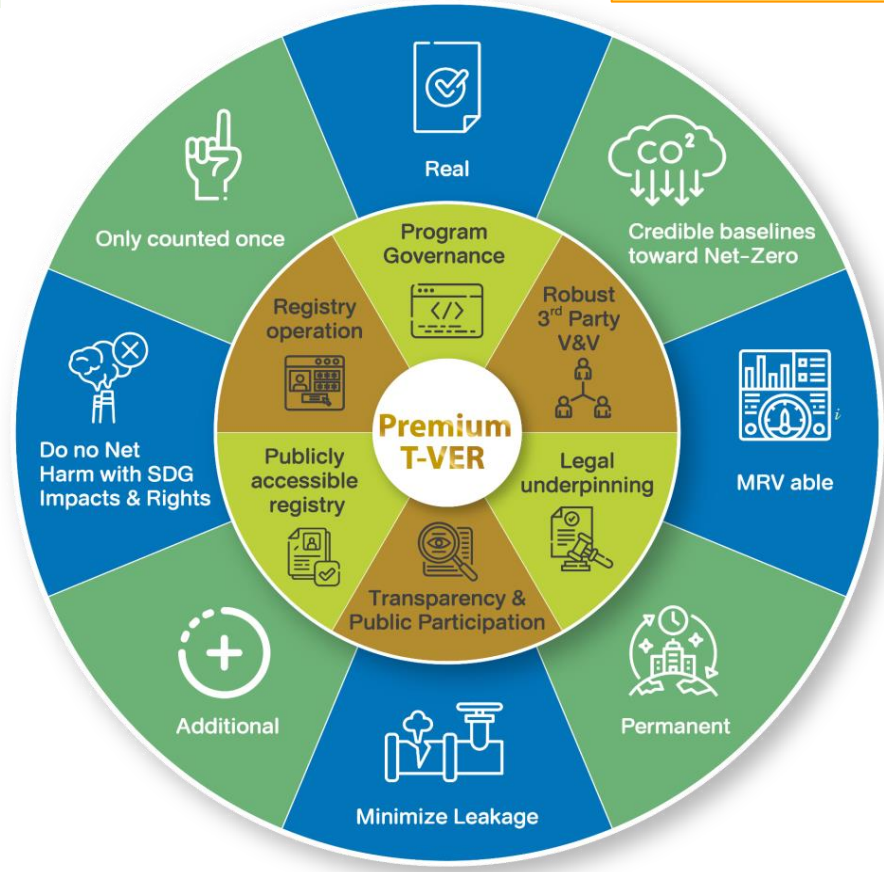 Real
CO²
Credible baselines
toward Net-Zero
MRV able
i
Permanent
Minimize Leakage
Additional
Do no Net
Harm with SDG
Impacts & Rights
Only counted once
Program
Governance
</>
Robust
3rd Party
V&V
Legal
underpinning
Transparency &
Public Participation
Publicly
accessible
registry
Registry
operation
Premium
T-VER